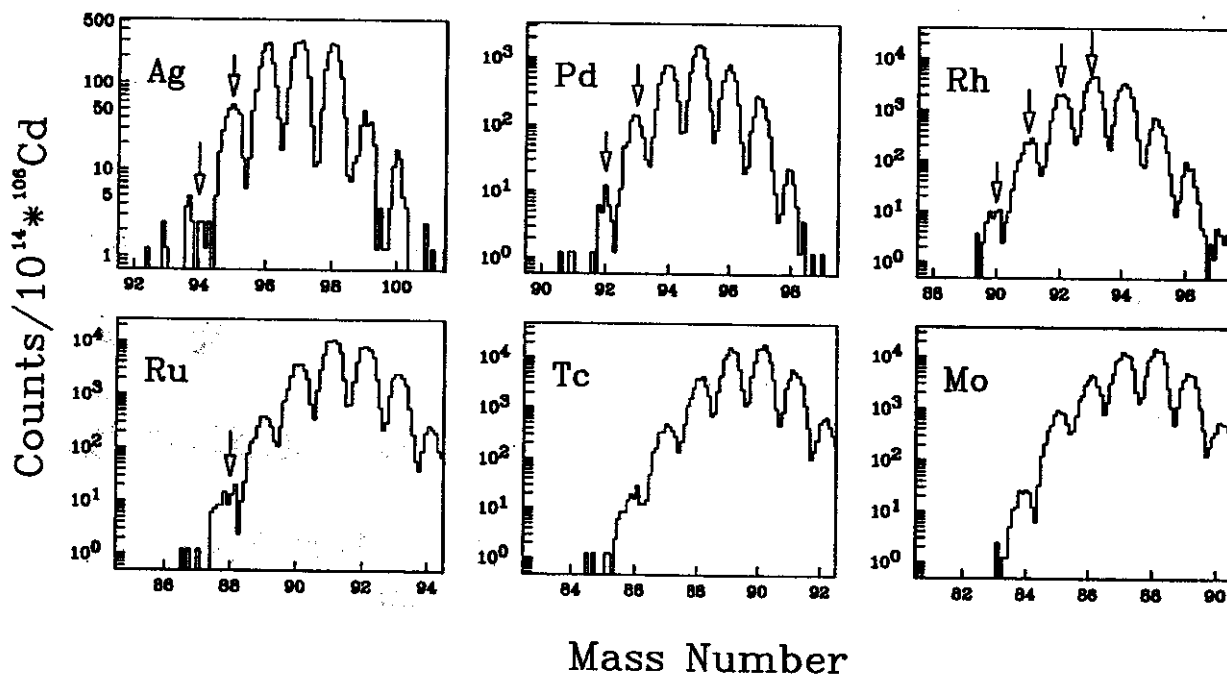 Counts/10¹⁴*¹⁰⁶Cd
500
100
50
10
5
1
Ag
92 94 96 98 100
10³
10²
10¹
10⁰
Pd
90 92 94 96 98
10⁴
10³
10²
10¹
10⁰
Rh
88 90 92 94 96
10⁴
10³
10²
10¹
10⁰
Ru
86 88 90 92 94
10⁴
10³
10²
10¹
10⁰
Tc
84 86 88 90 92
10⁴
10³
10²
10¹
10⁰
Mo
82 84 86 88 90
Mass Number